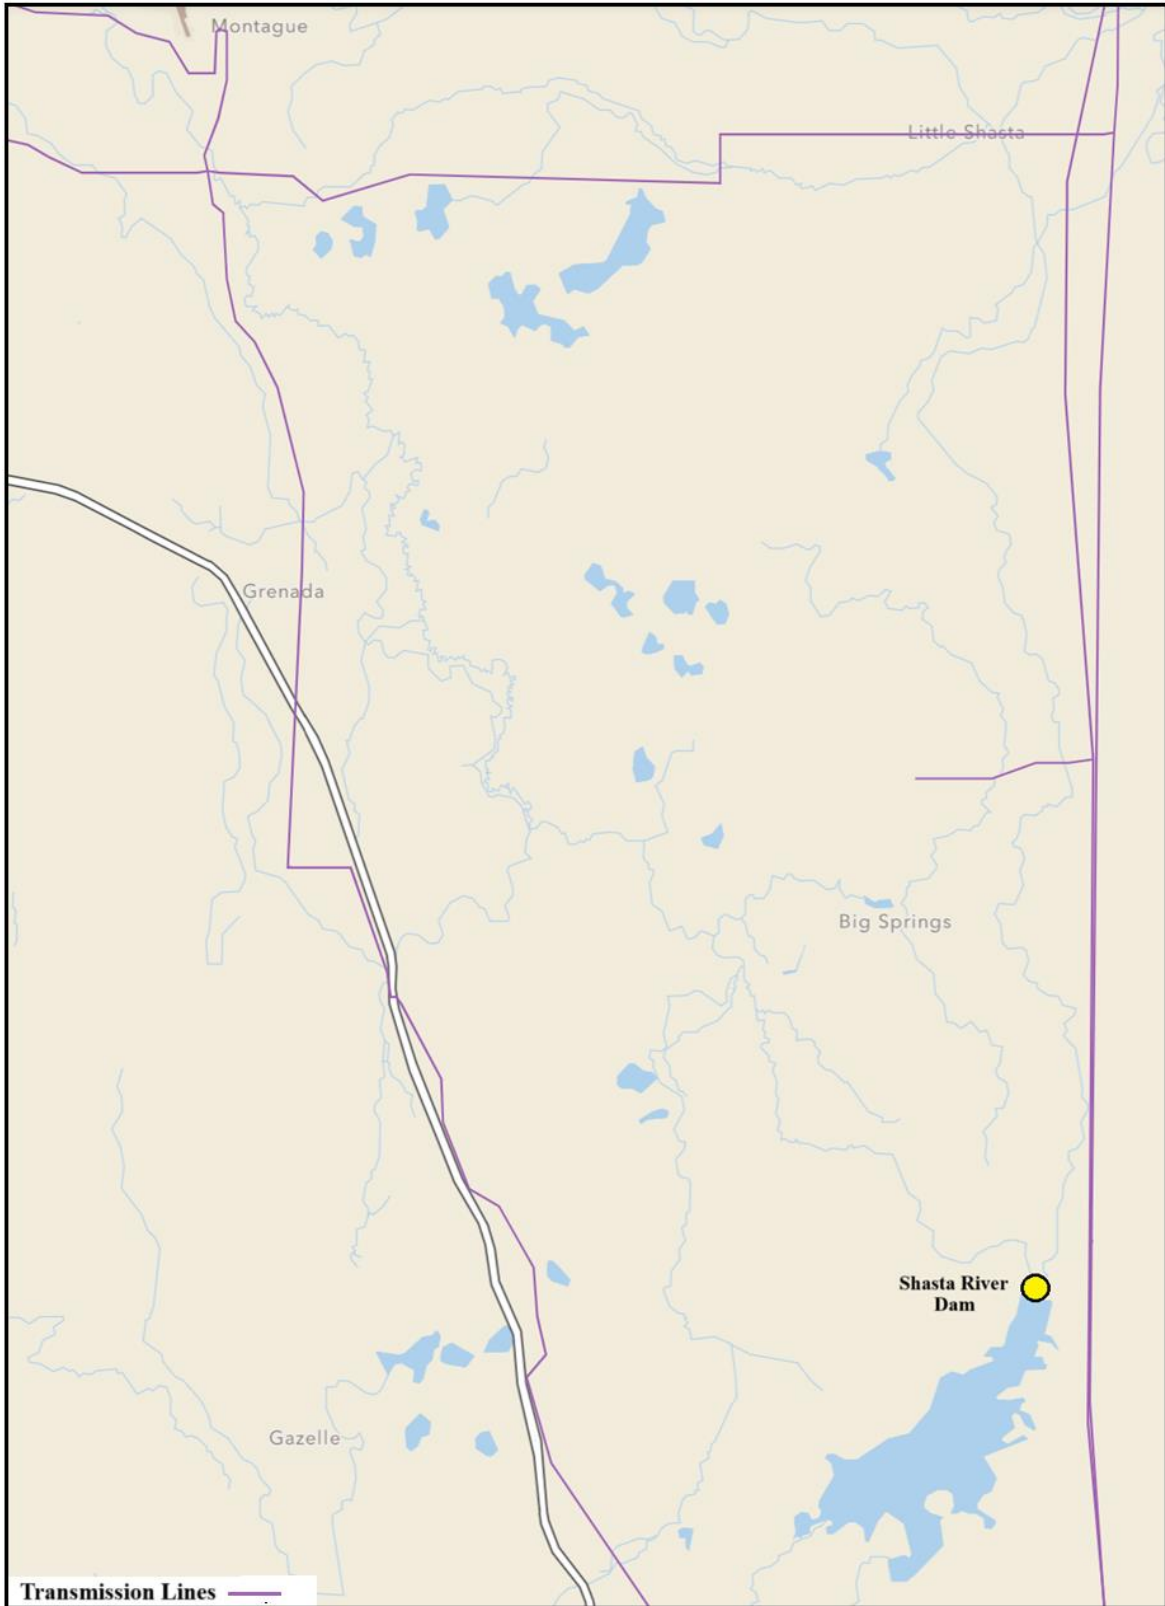 Montague
Little Shasta
Grenada
Big Springs
Shasta River
Dam
Gazelle
Transmission Lines